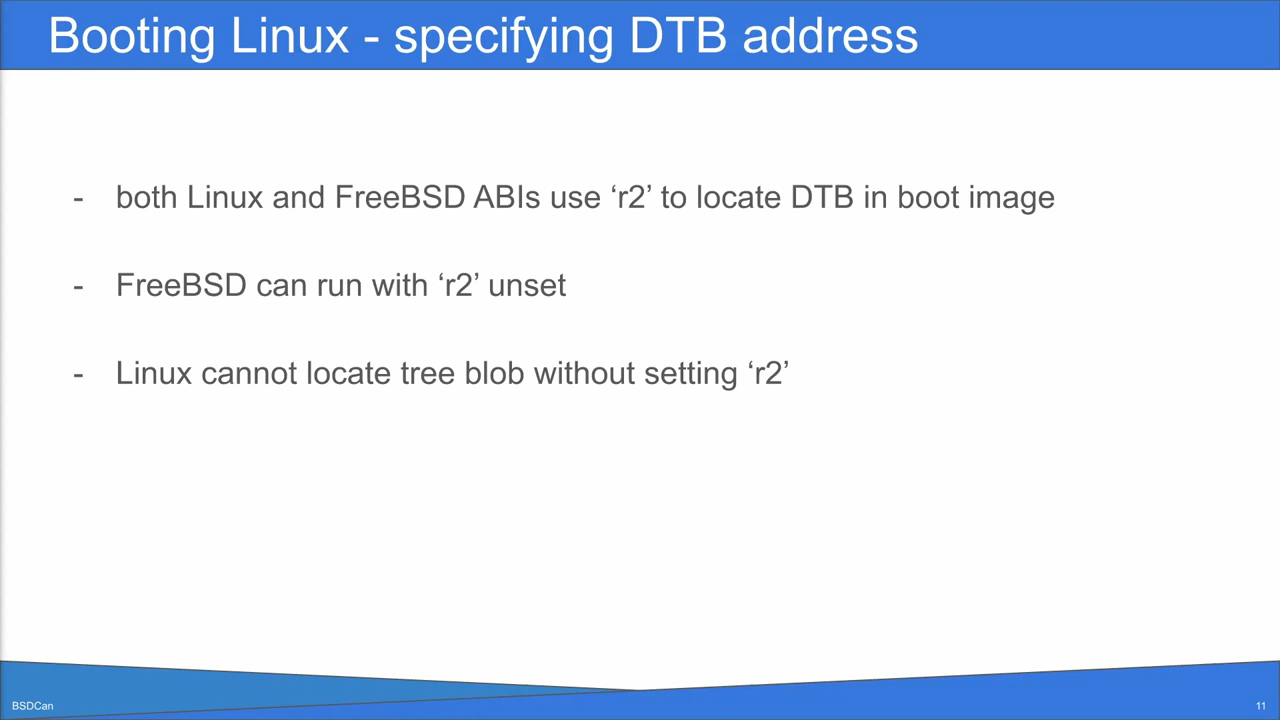 Booting Linux - specifying DTB address
- both Linux and FreeBSD ABIs use ‘r2’ to locate DTB in boot image
- FreeBSD can run with ‘r2’ unset
- Linux cannot locate tree blob without setting ‘r2’
BSDCan
11